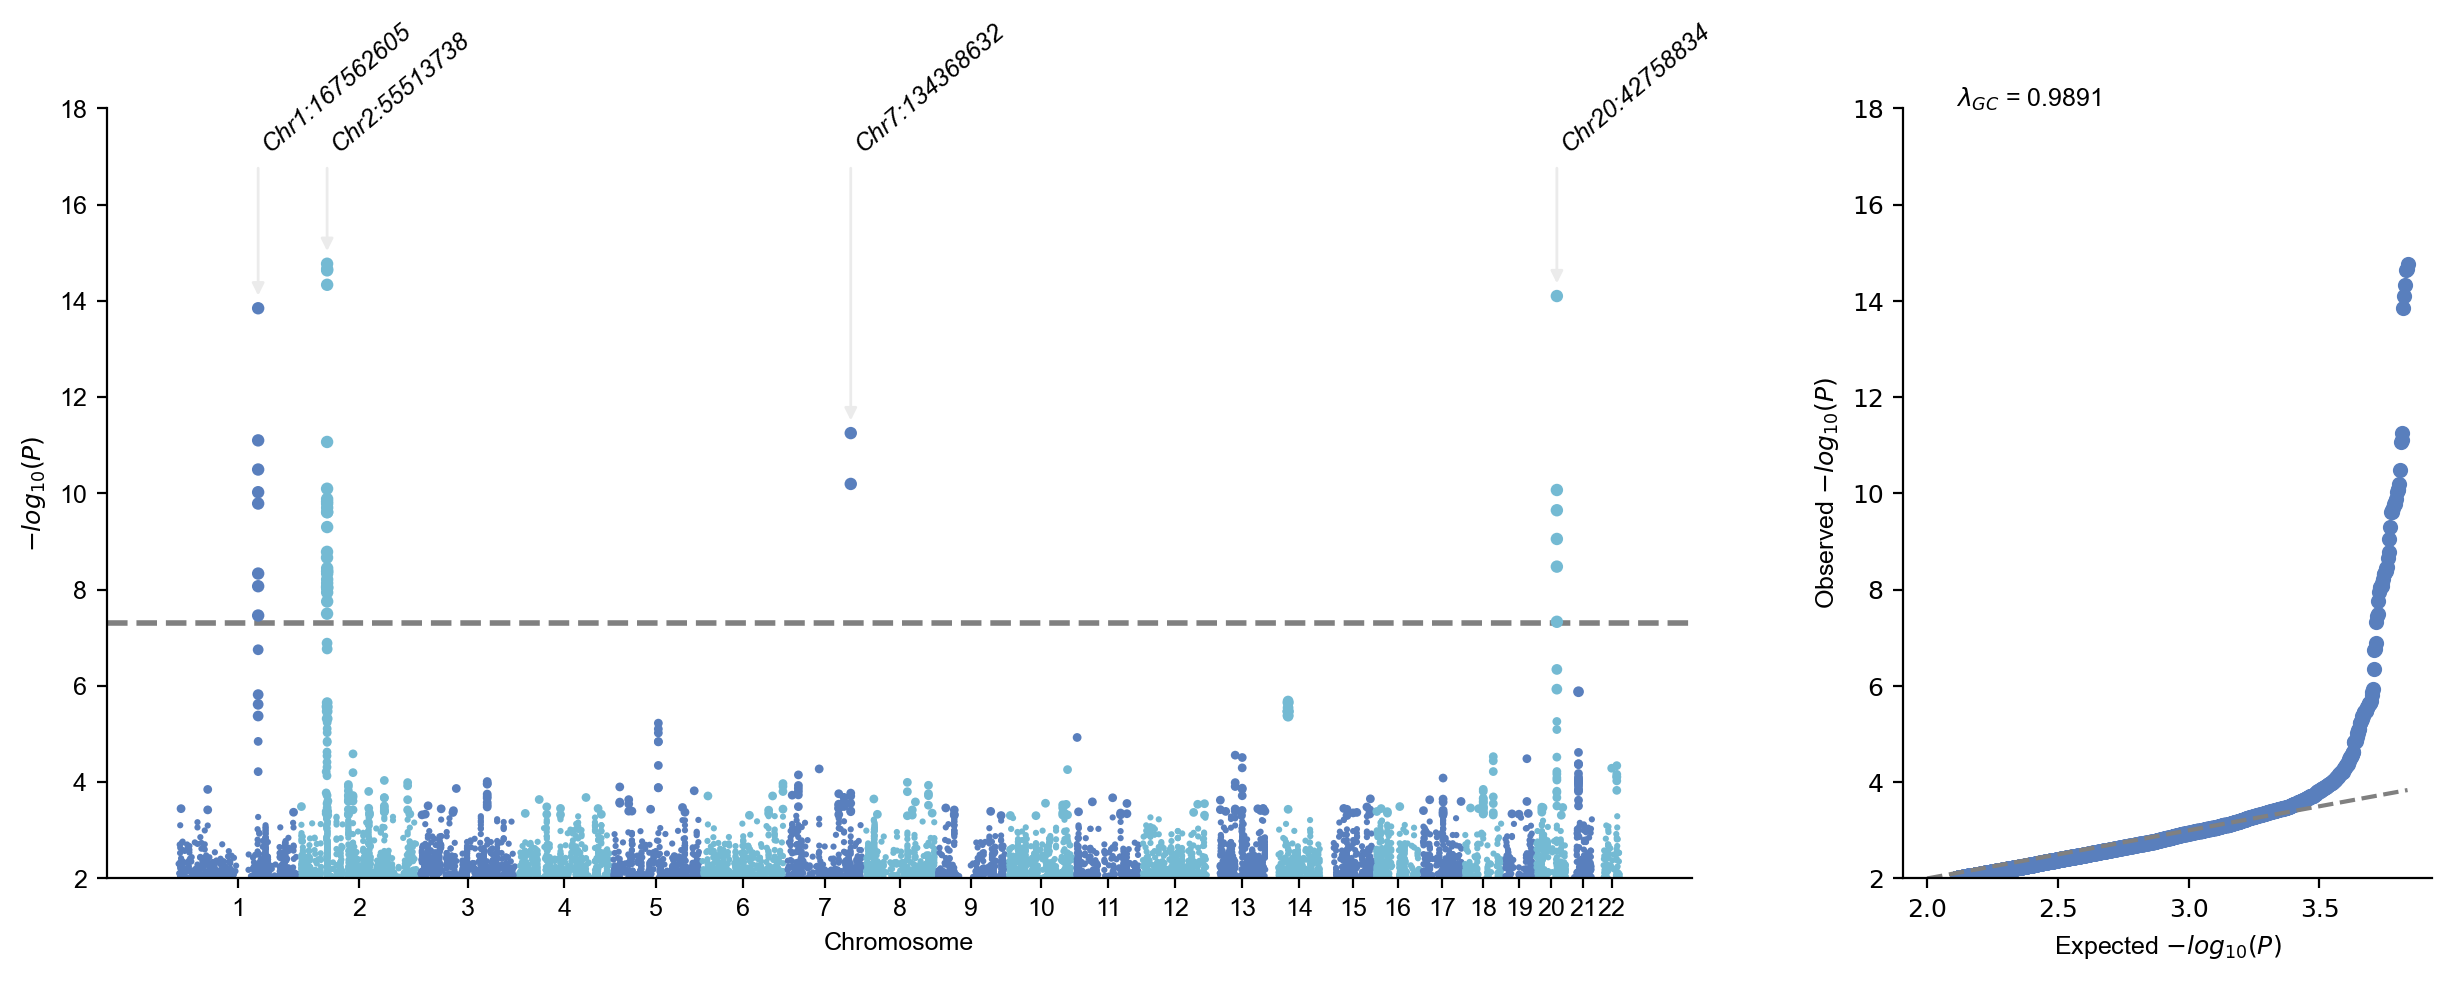 Chr1:167562605
Chr2:55513738
Chr7:134368632
Chr20:42758834
18
16
14
12
10
8
6
4
2
−log10(P)
1 2 3 4 5 6 7 8 9 10 11 12 13 14 15 16 17 18 19 20 21 22
Chromosome
λGC = 0.9891
18
16
14
12
10
8
6
4
2
Observed −log10(P)
2.0 2.5 3.0 3.5
Expected −log10(P)